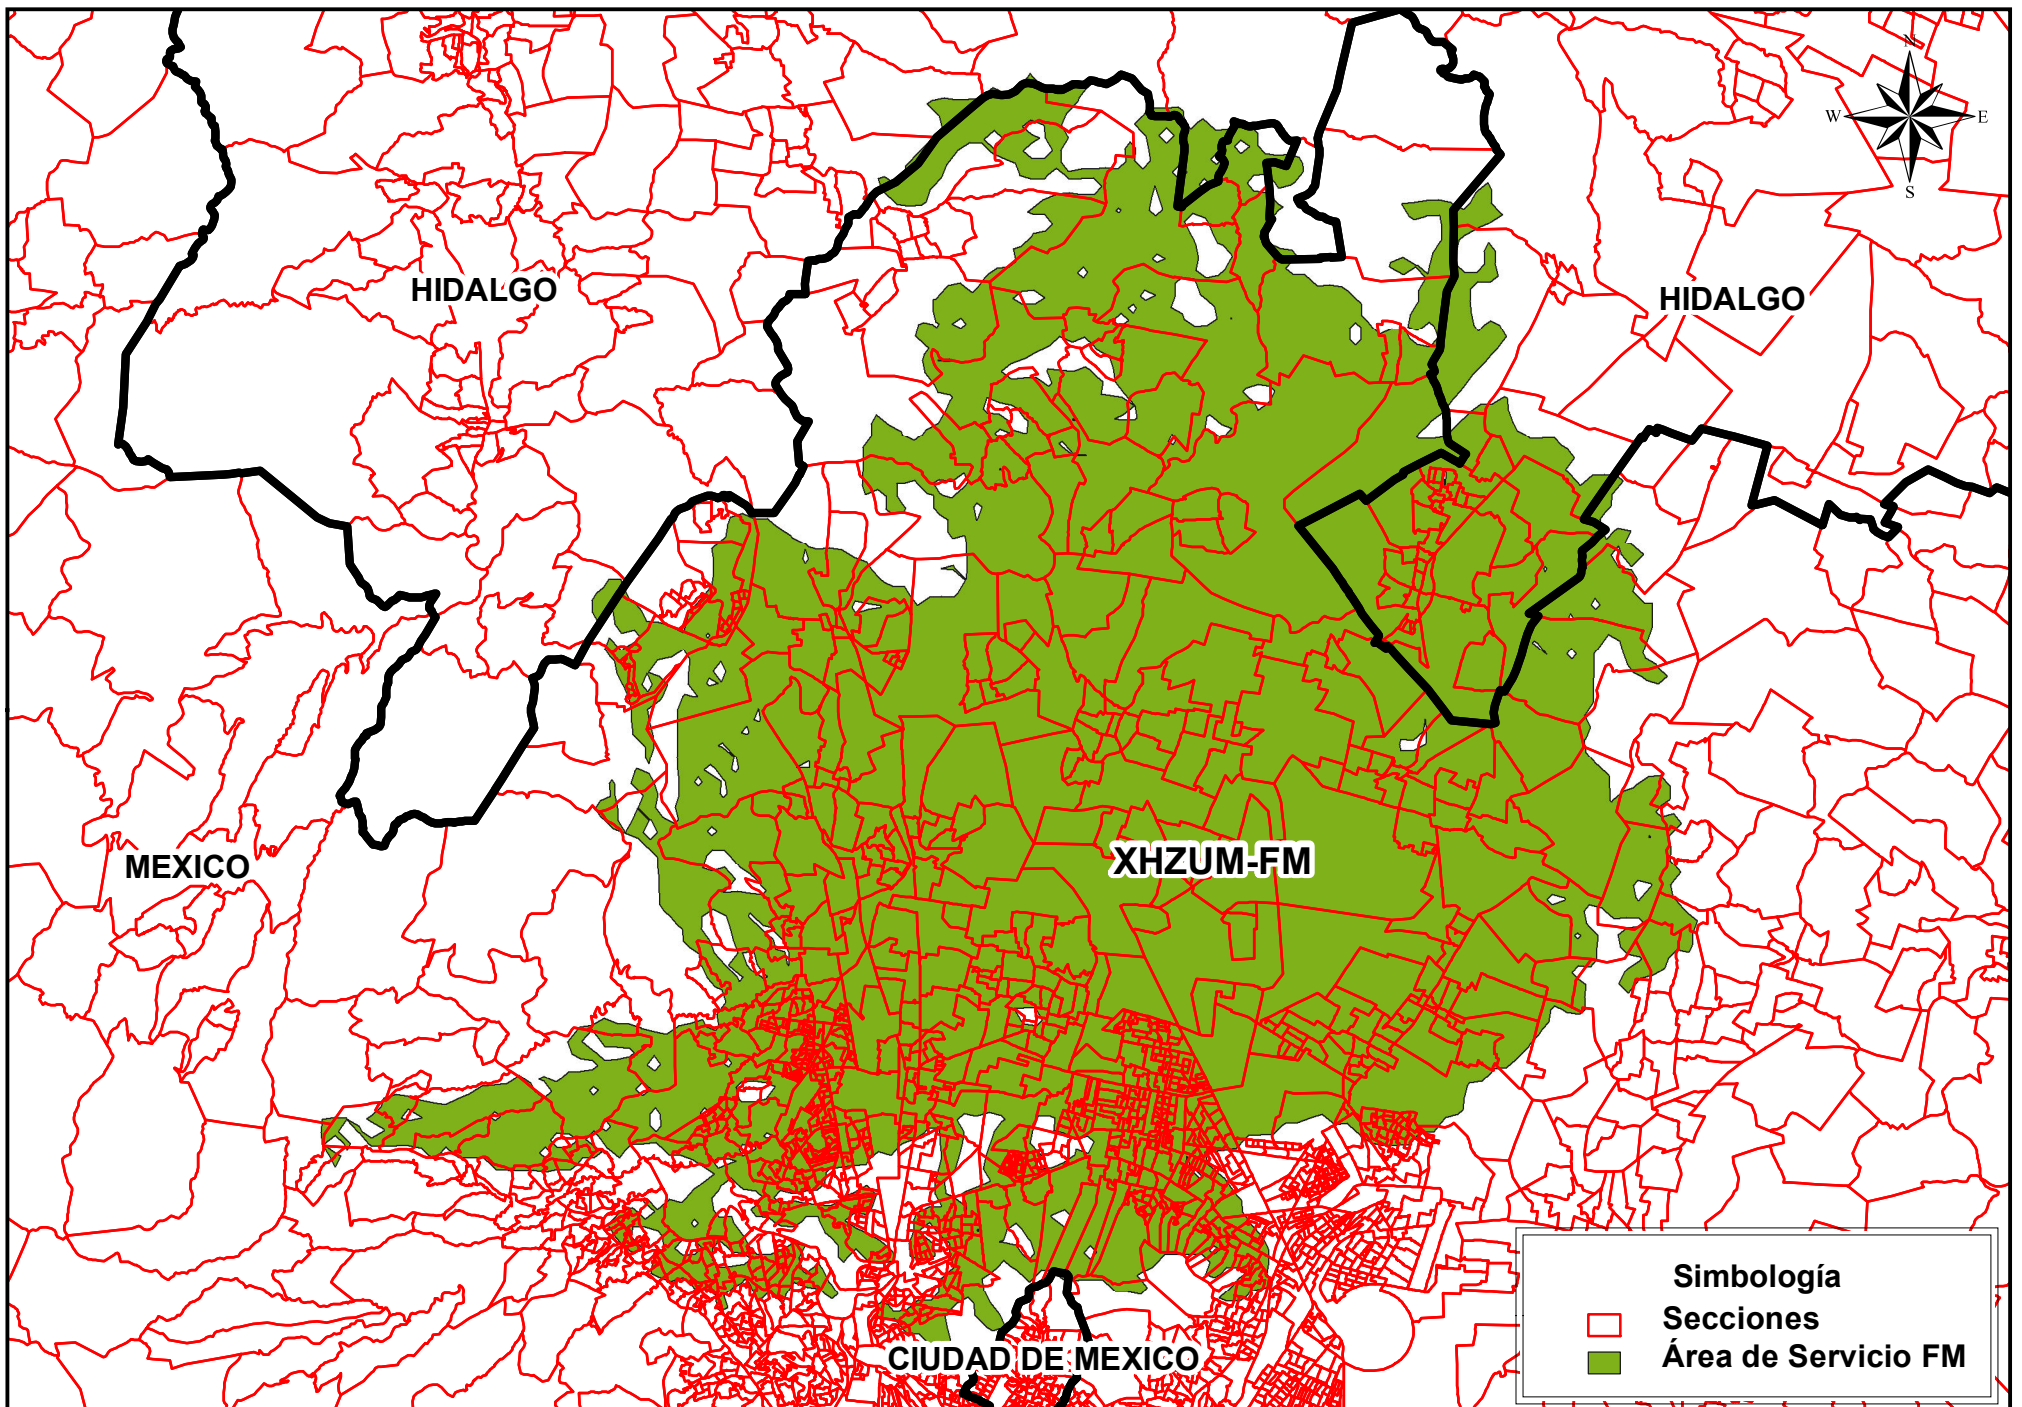 N
W E
S
HIDALGO
HIDALGO
MEXICO
XHZUM-FM
CIUDAD DE MEXICO
Simbología
Secciones
Área de Servicio FM